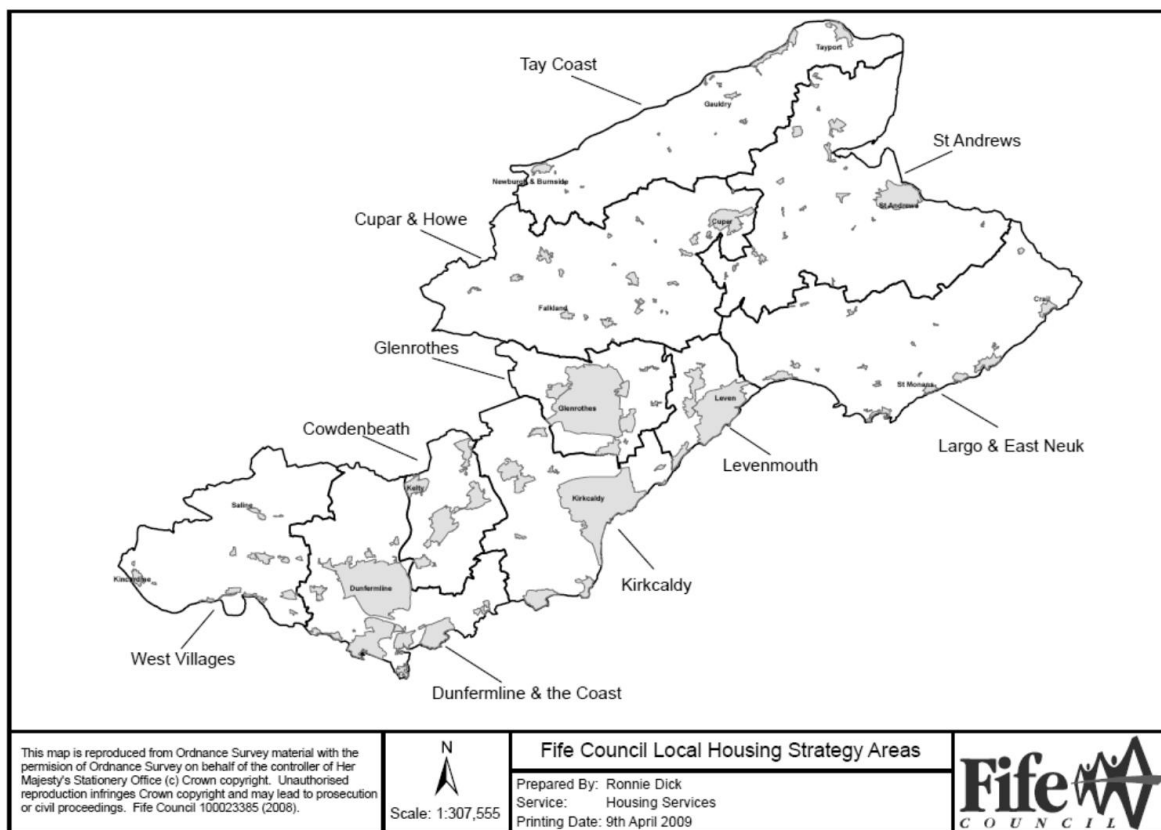 Tayport
Tay Coast
Gauldry
St Andrews
Newburgh & Burnside
St Andrews
Cupar & Howe
Cupar
Crail
Falkland
Glenrothes
St Monans
Leven
Glenrothes
Cowdenbeath
Largo & East Neuk
Levenmouth
Kelty
Kirkcaldy
Saline
Kincardine
Dunfermline
Kirkcaldy
West Villages
Dunfermline & the Coast
This map is reproduced from Ordnance Survey material with the
permision of Ordnance Survey on behalf of the controller of Her
Majesty's Stationery Office (c) Crown copyright. Unauthorised
reproduction infringes Crown copyright and may lead to prosecution
or civil proceedings. Fife Council 100023385 (2008).
N
Scale: 1:307,555
Fife Council Local Housing Strategy Areas
Prepared By: Ronnie Dick
Service: Housing Services
Printing Date: 9th April 2009
Fife
COUNCIL